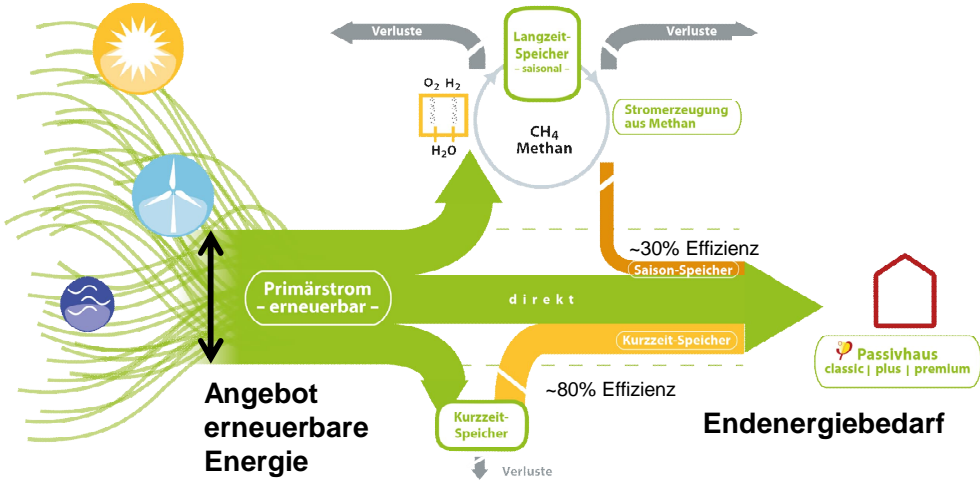 Verluste
Langzeit-
Speicher
– saisonal –
Verluste
O₂ H₂
H₂O
CH₄
Methan
Stromerzeugung
aus Methan
~30% Effizienz
Saison-Speicher
Primärstrom
– erneuerbar –
direkt
Kurzzeit-Speicher
Passivhaus
classic | plus | premium
~80% Effizienz
Angebot
erneuerbare
Energie
Kurzzeit-
Speicher
Endenergiebedarf
Verluste